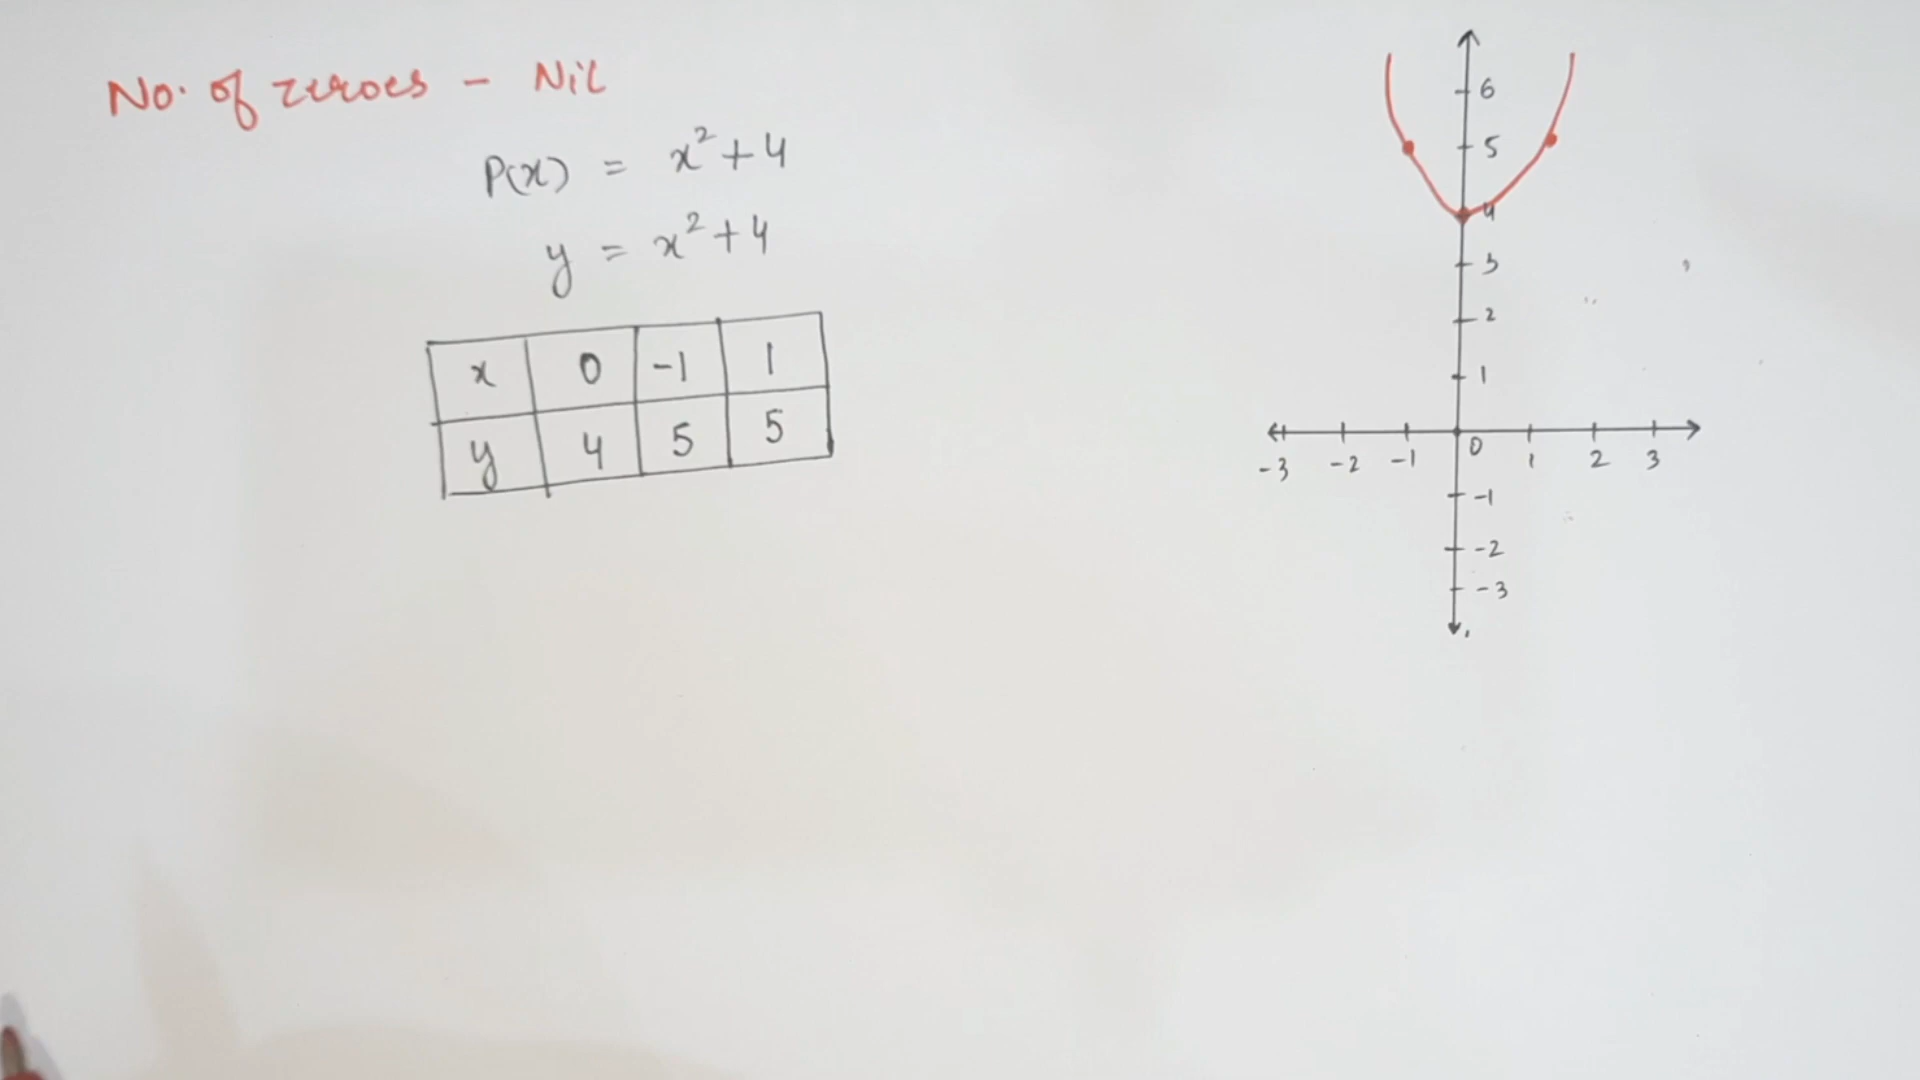 No. of zeroes - Nil
P(x) = x² + 4
y = x² + 4
x 0 -1 1
y 4 5 5
6
5
4
3
2
1
-3 -2 -1 0 1 2 3
-1
-2
-3